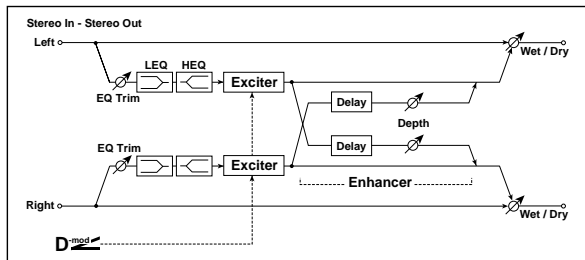 Stereo In - Stereo Out
Left
Wet / Dry
LEQ HEQ
EQ Trim
Exciter
Delay
Depth
EQ Trim
Delay
Exciter
Enhancer
Right
Wet / Dry
D-mod